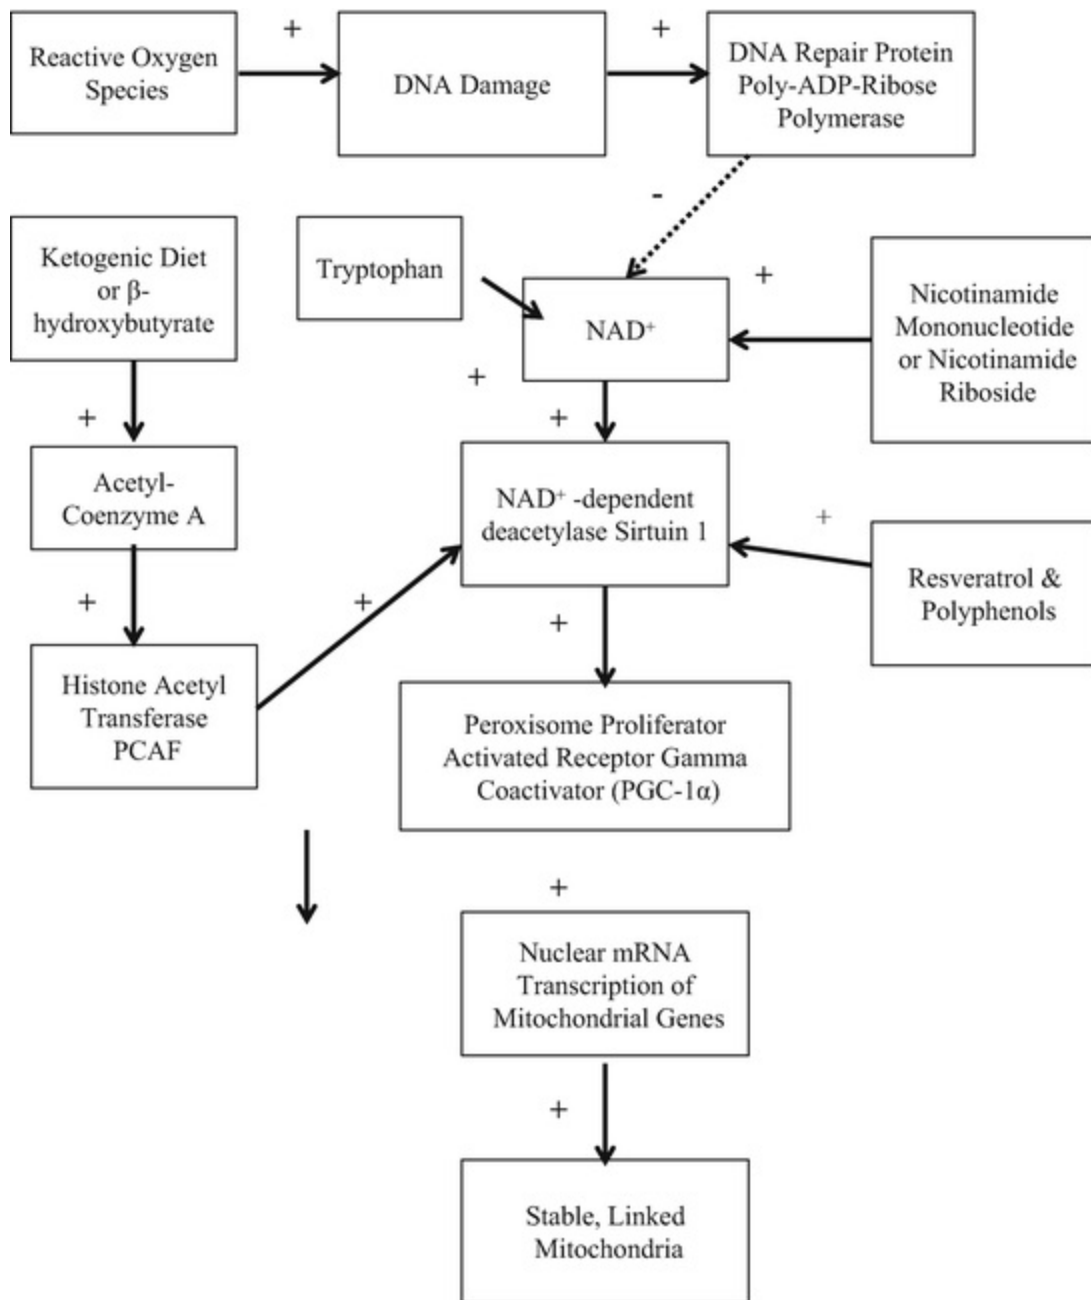 +
+
Reactive Oxygen
Species
DNA Damage
DNA Repair Protein
Poly-ADP-Ribose
Polymerase
-
Ketogenic Diet
or β-
hydroxybutyrate
Tryptophan
+
NAD⁺
Nicotinamide
Mononucleotide
or Nicotinamide
Riboside
+
+
+
Acetyl-
Coenzyme A
NAD⁺ -dependent
deacetylase Sirtuin 1
+
Resveratrol &
Polyphenols
+
+
+
Histone Acetyl
Transferase
PCAF
Peroxisome Proliferator
Activated Receptor Gamma
Coactivator (PGC-1α)
+
Nuclear mRNA
Transcription of
Mitochondrial Genes
+
Stable, Linked
Mitochondria